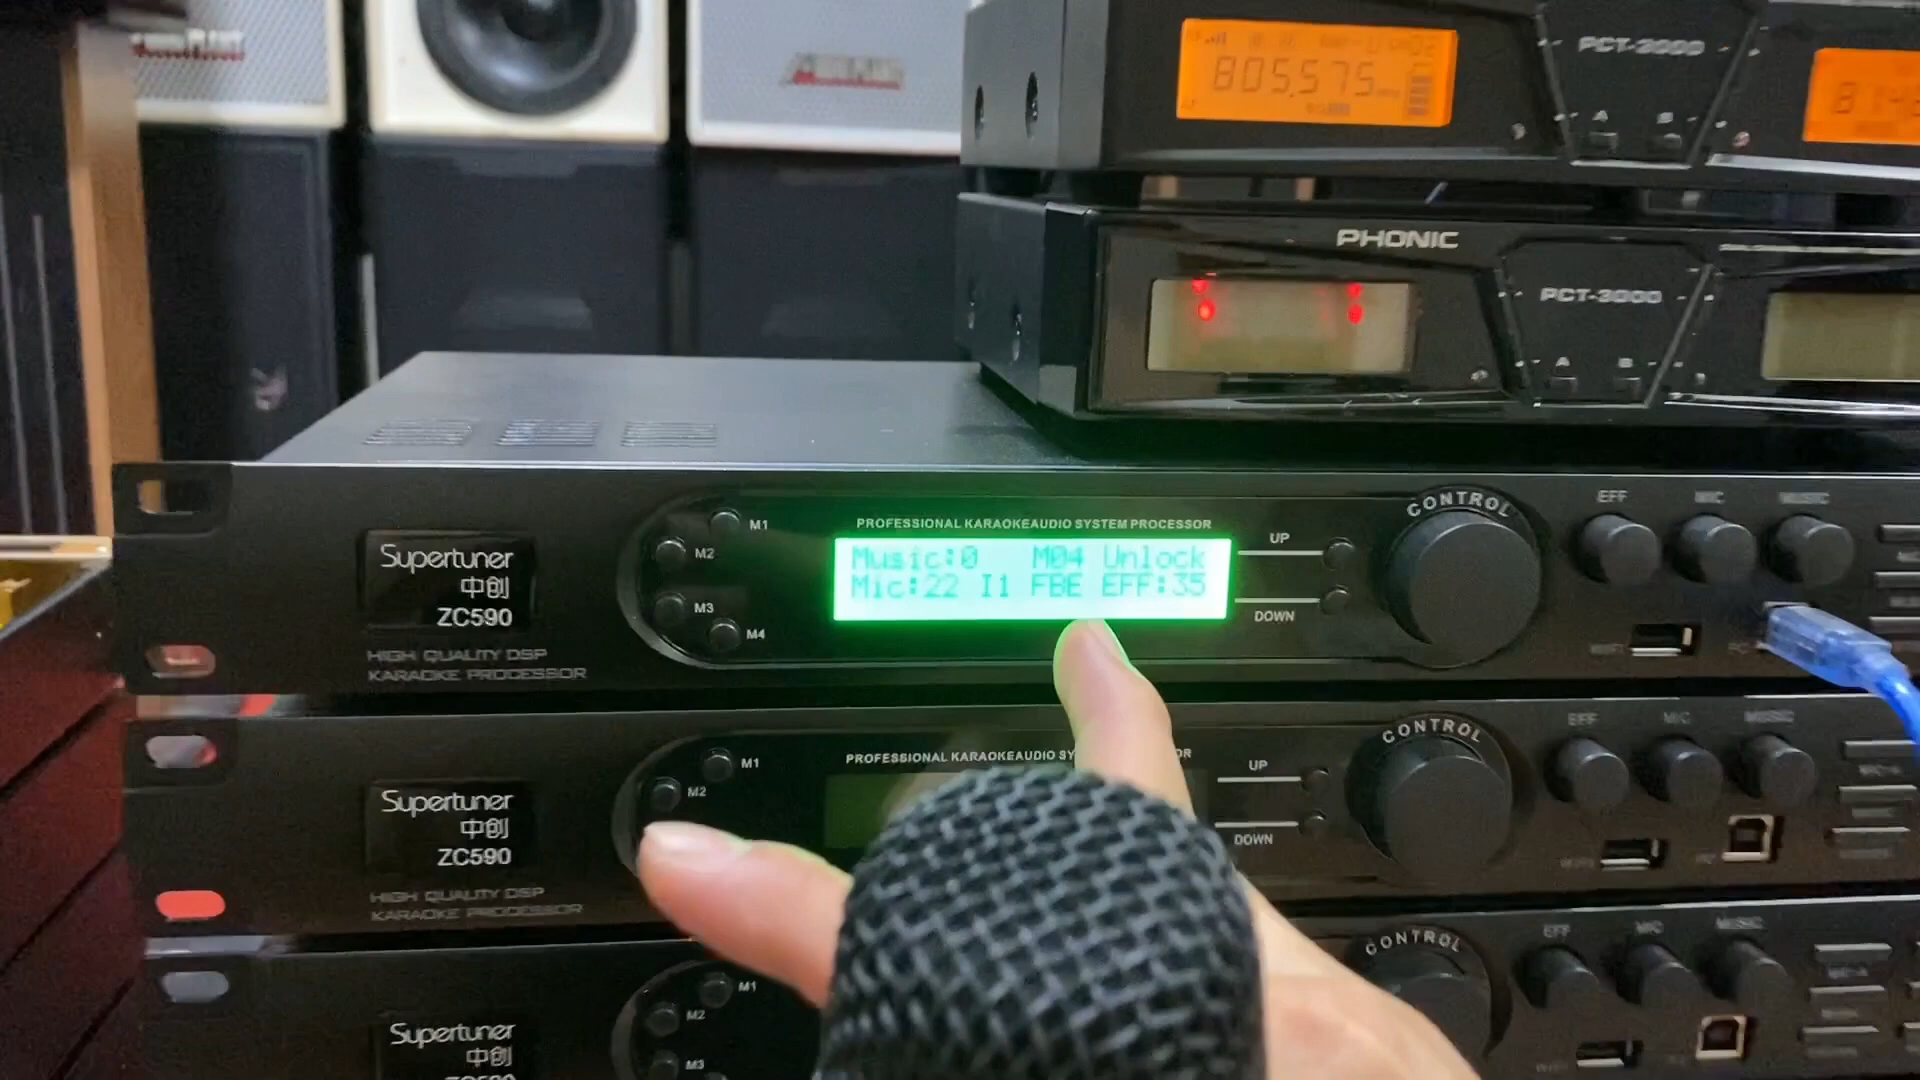 805.575
PCT-3000
A B
PHONIC
PCT-3000
A B
PROFESSIONAL KARAOKEAUDIO SYSTEM PROCESSOR
Supertuner
中创
ZC590
HIGH QUALITY DSP
KARAOKE PROCESSOR
M1
M2
M3
M4
Music:0 M04 Unlock
Mic:22 I1 FBE EFF:35
UP
DOWN
CONTROL
EFF MIC MUSIC
Supertuner
中创
ZC590
HIGH QUALITY DSP
KARAOKE PROCESSOR
M1
M2
PROFESSIONAL KARAOKEAUDIO SY
OR
UP
DOWN
CONTROL
EFF MIC MUSIC
Supertuner
中创
M1
M2
M3
CONTROL
EFF MIC MUSIC